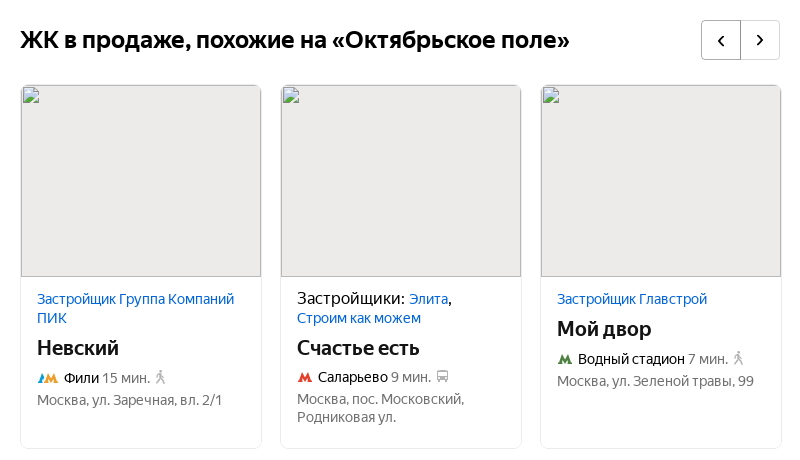 ЖК в продаже, похожие на «Октябрьское поле»
Застройщик Группа Компаний
ПИК
Невский
Фили 15 мин.
Москва, ул. Заречная, вл. 2/1
Застройщики: Элита,
Строим как можем
Счастье есть
Саларьево 9 мин.
Москва, пос. Московский,
Родниковая ул.
Застройщик Главстрой
Мой двор
Водный стадион 7 мин.
Москва, ул. Зеленой травы, 99